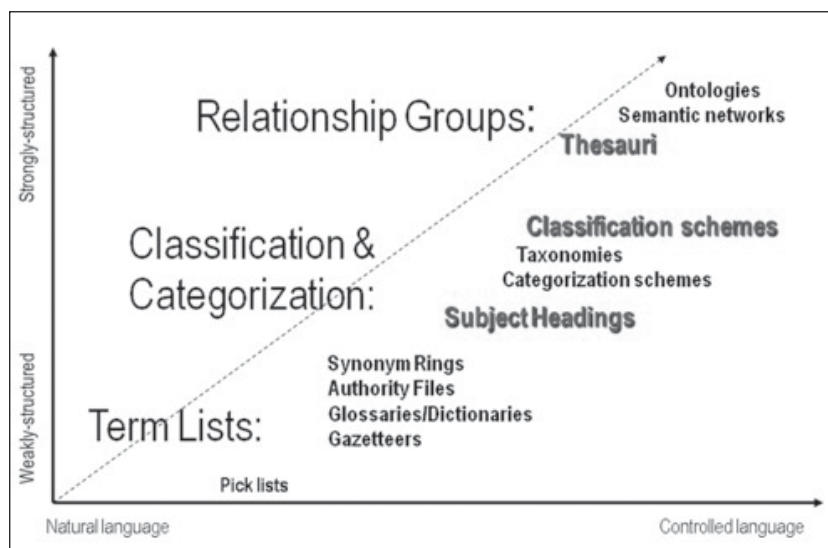 Strongly-structured
Ontologies
Relationship Groups:
Semantic networks
Thesauri
Classification &
Categorization:
Classification schemes
Taxonomies
Categorization schemes
Subject Headings
Weakly-structured
Term Lists:
Synonym Rings
Authority Files
Glossaries/Dictionaries
Gazetteers
Pick lists
Natural language
Controlled language